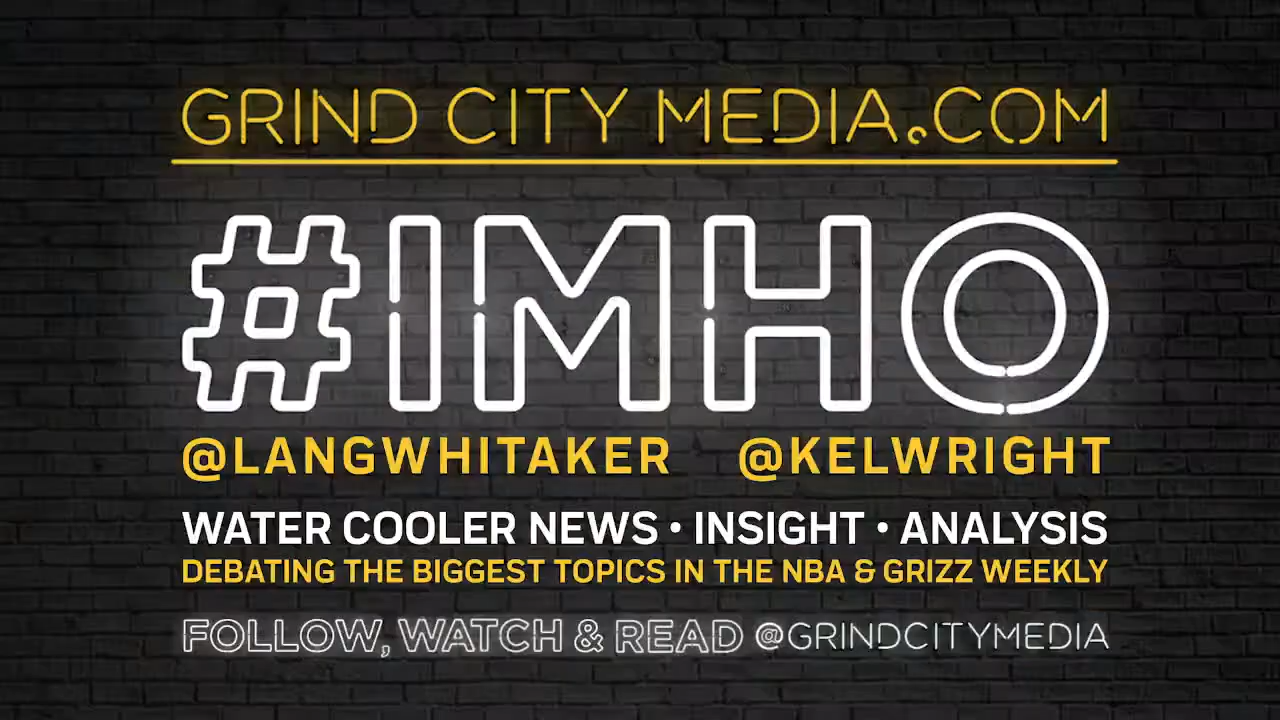 GRIND CITY MEDIA.COM
#IMHO
@LANGWHITAKER @KELWRIGHT
WATER COOLER NEWS • INSIGHT • ANALYSIS
DEBATING THE BIGGEST TOPICS IN THE NBA & GRIZZ WEEKLY
FOLLOW, WATCH & READ @GRINDCITYMEDIA